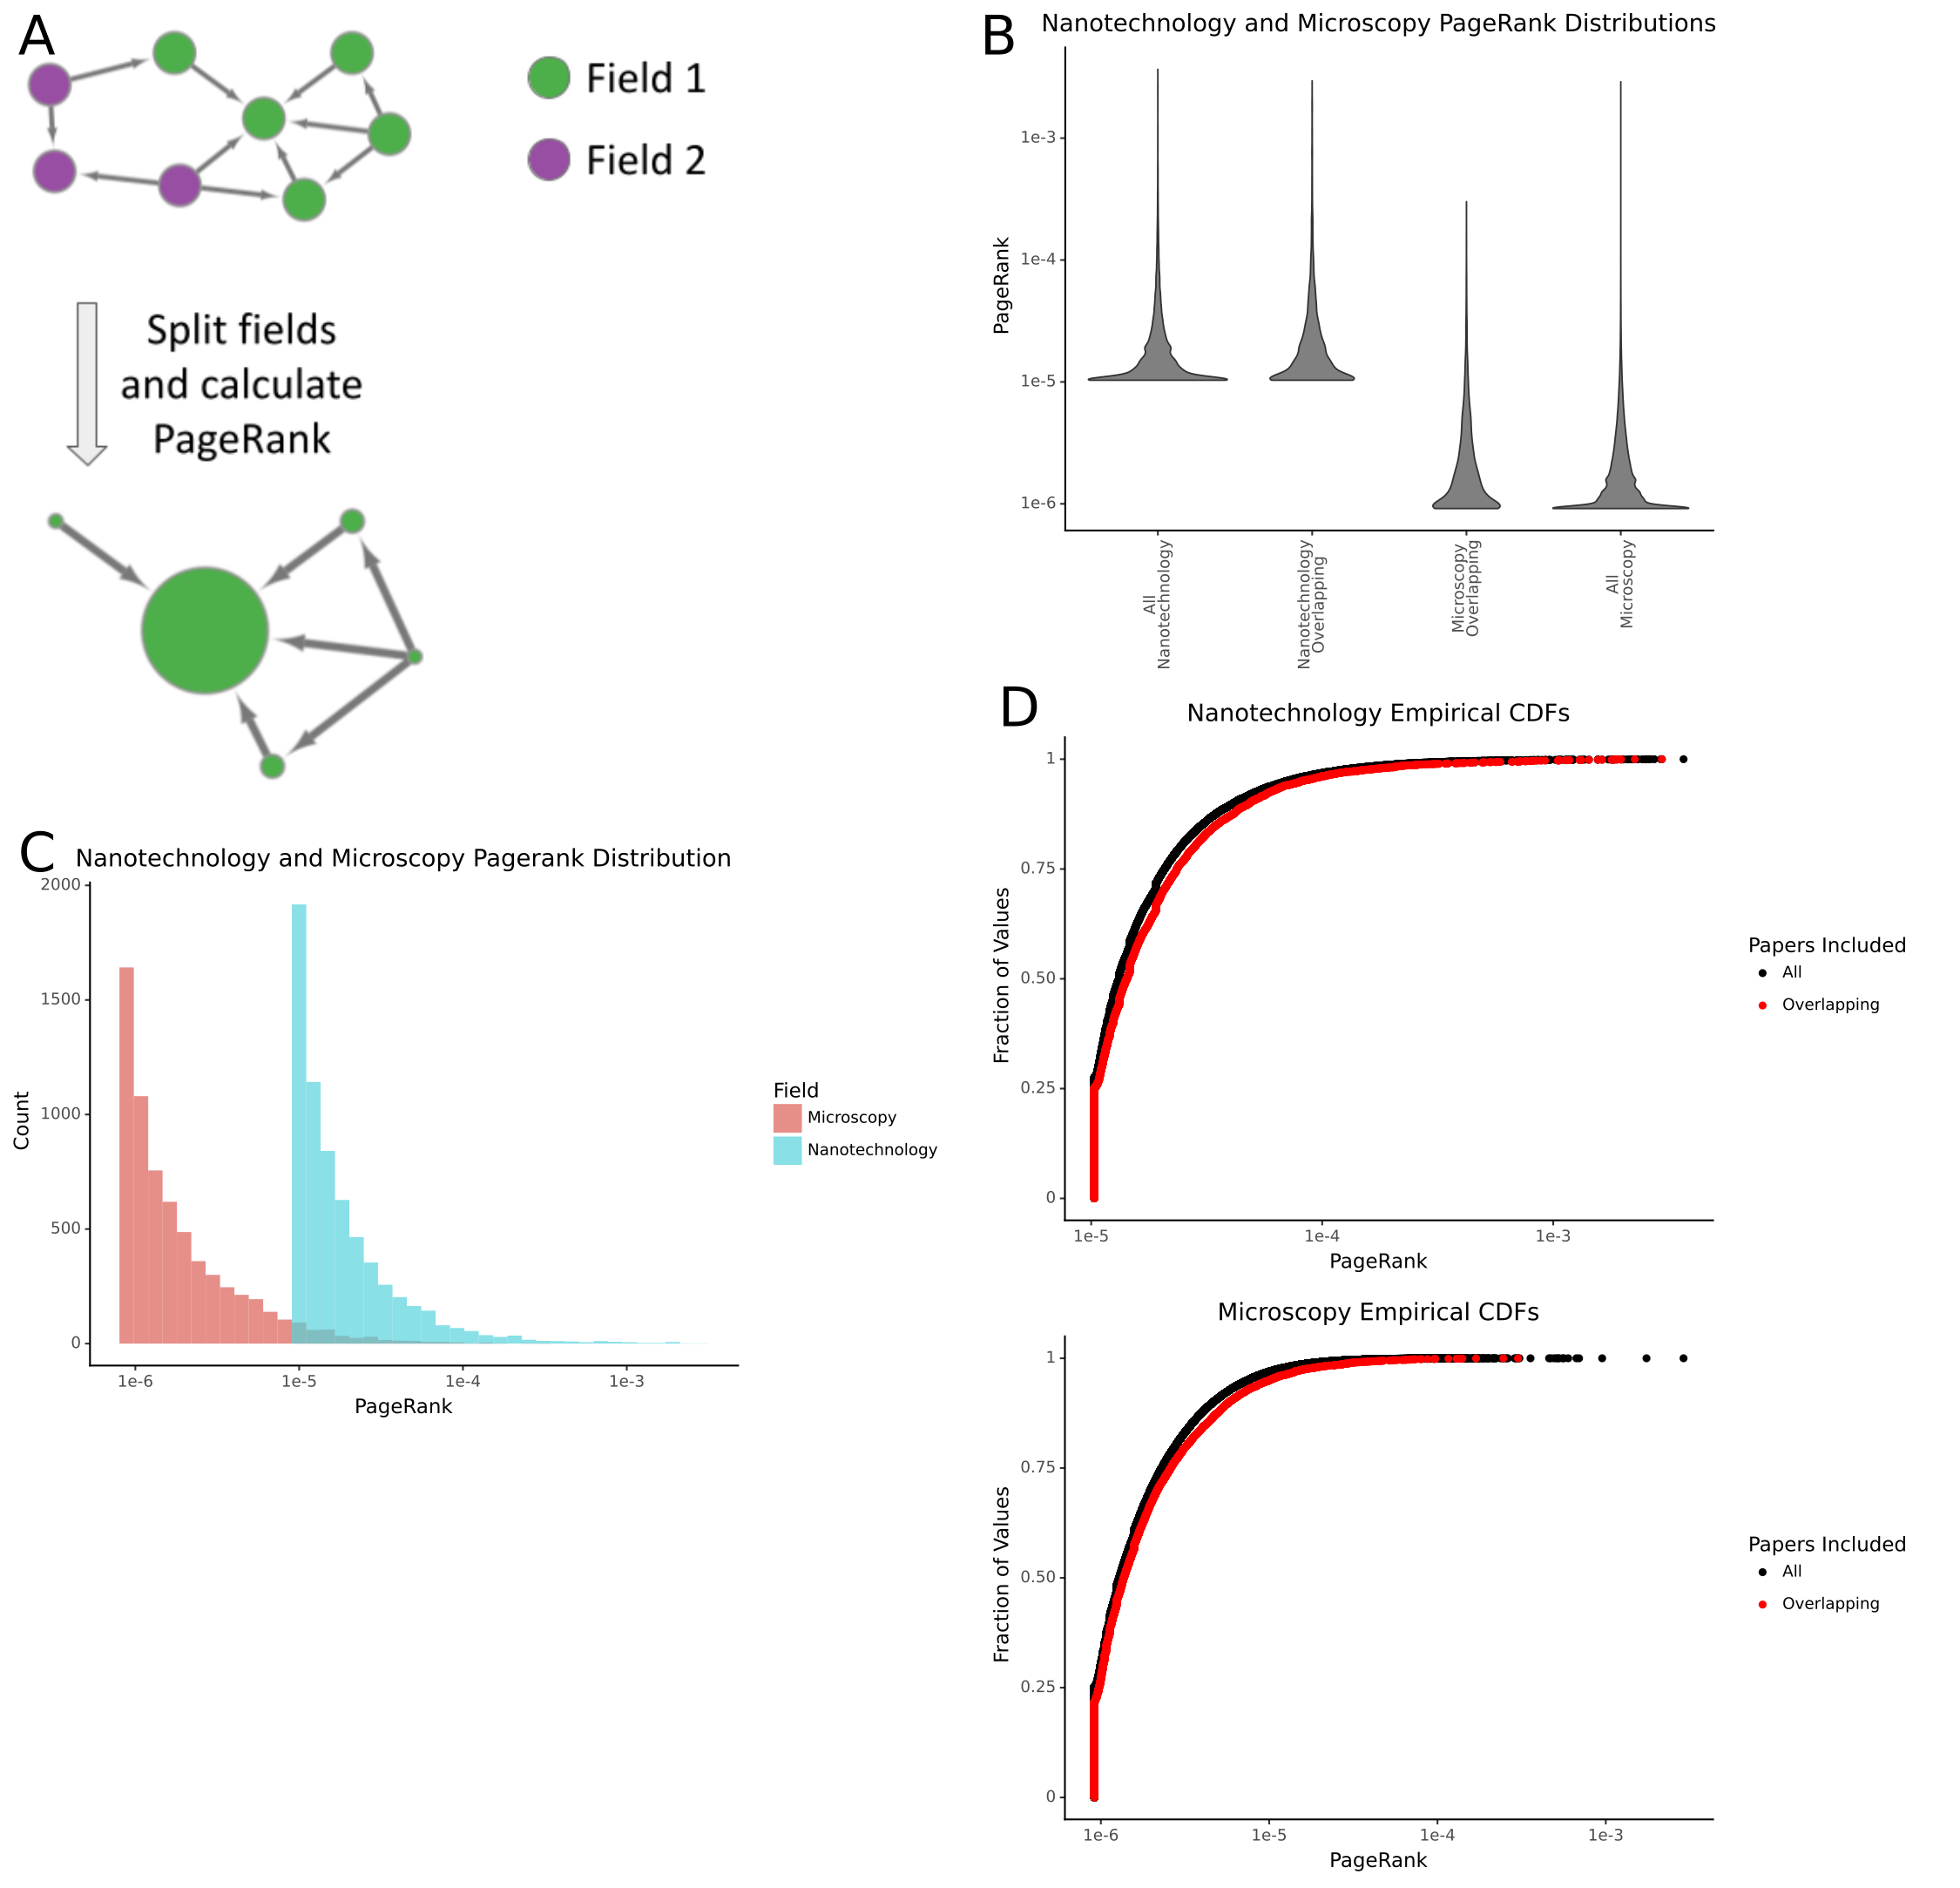 A
Field 1
Field 2
Split fields
and calculate
PageRank
B
Nanotechnology and Microscopy PageRank Distributions
PageRank
1e-3
1e-4
1e-5
1e-6
All
Nanotechnology
Nanotechnology
Overlapping
Microscopy
Overlapping
All
Microscopy
C
Nanotechnology and Microscopy Pagerank Distribution
Count
2000
1500
1000
500
0
1e-6
1e-5
1e-4
1e-3
PageRank
Field
Microscopy
Nanotechnology
D
Nanotechnology Empirical CDFs
Fraction of Values
1
0.75
0.50
0.25
0
1e-5
1e-4
1e-3
PageRank
Papers Included
All
Overlapping
Microscopy Empirical CDFs
Fraction of Values
1
0.75
0.50
0.25
0
1e-6
1e-5
1e-4
1e-3
PageRank
Papers Included
All
Overlapping